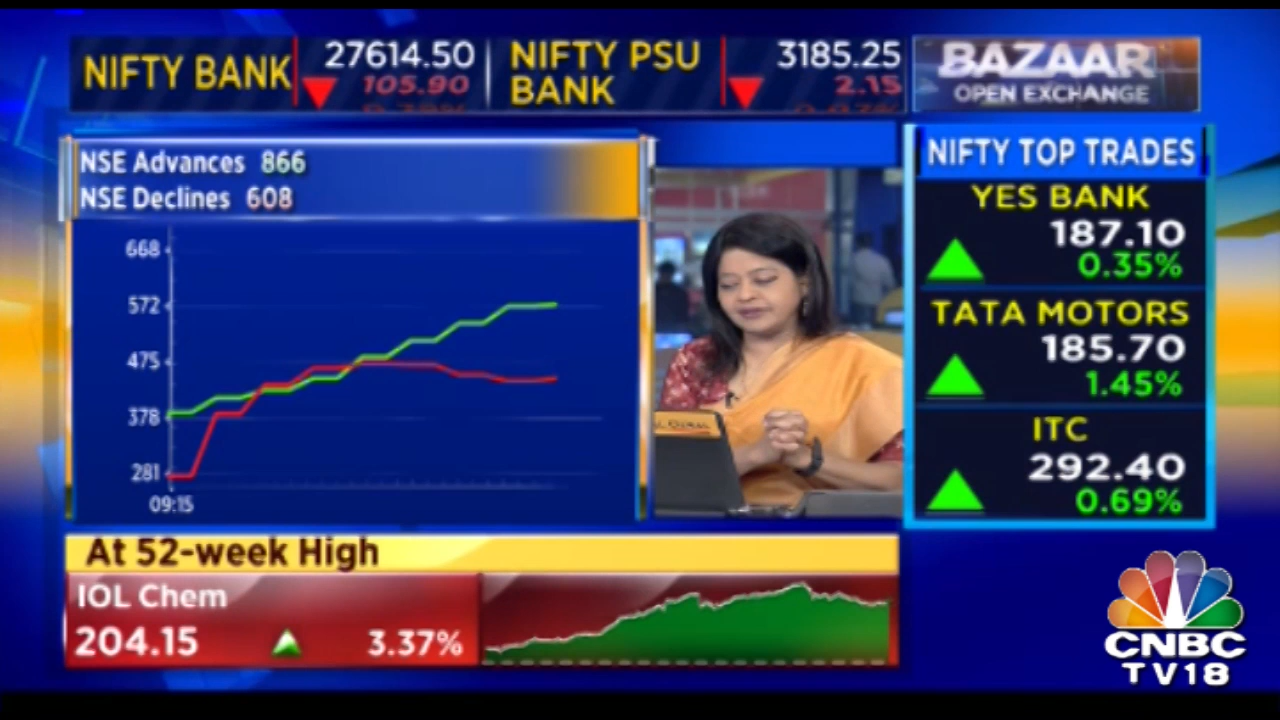 NIFTY BANK
27614.50
105.90
NIFTY PSU
BANK
3185.25
2.15
BAZAAR
OPEN EXCHANGE
NSE Advances 866
NSE Declines 608
668
572
475
378
281
09:15
NIFTY TOP TRADES
YES BANK
187.10
0.35%
TATA MOTORS
185.70
1.45%
ITC
292.40
0.69%
At 52-week High
IOL Chem
204.15
3.37%
CNBC
TV18